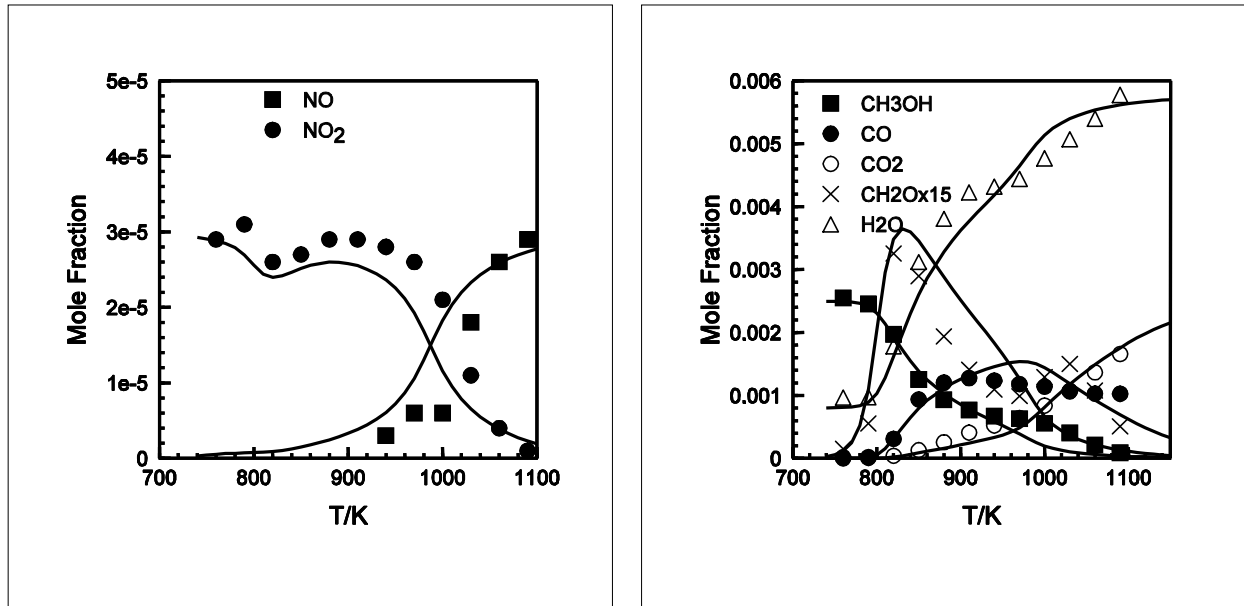 5e-5
4e-5
3e-5
2e-5
1e-5
0
700 800 900 1000 1100
Mole Fraction
T/K
NO
NO2
0.006
0.005
0.004
0.003
0.002
0.001
0
700 800 900 1000 1100
Mole Fraction
T/K
CH3OH
CO
CO2
CH2Ox15
H2O